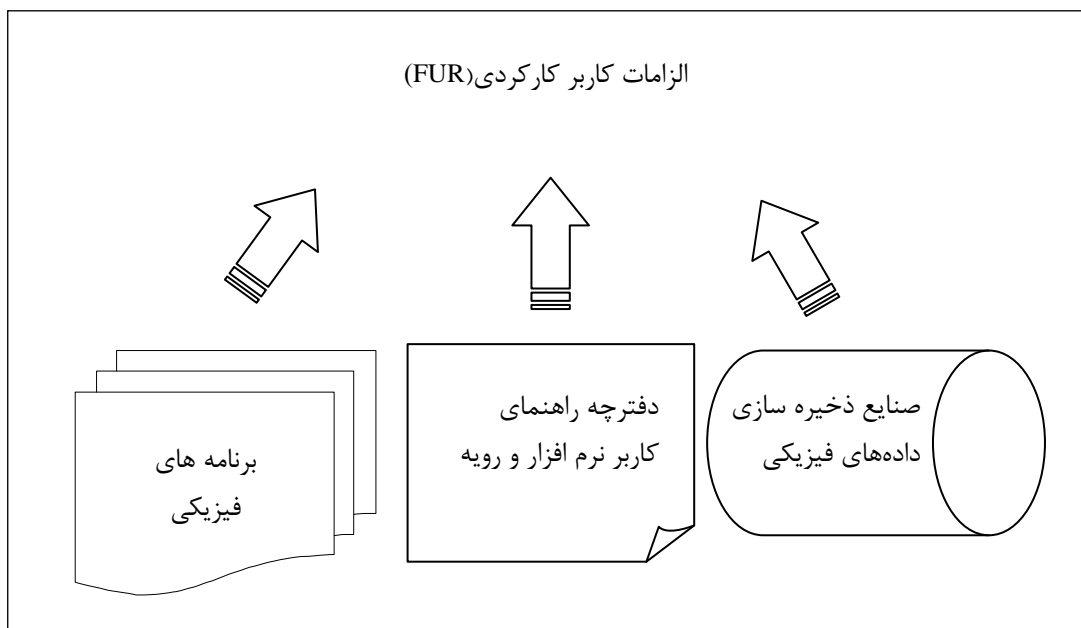 الزامات کاربر کارکردی(FUR)
صنایع ذخیره سازی
داده‌های فیزیکی
دفترچه راهنمای
کاربر نرم افزار و رویه
برنامه های
فیزیکی